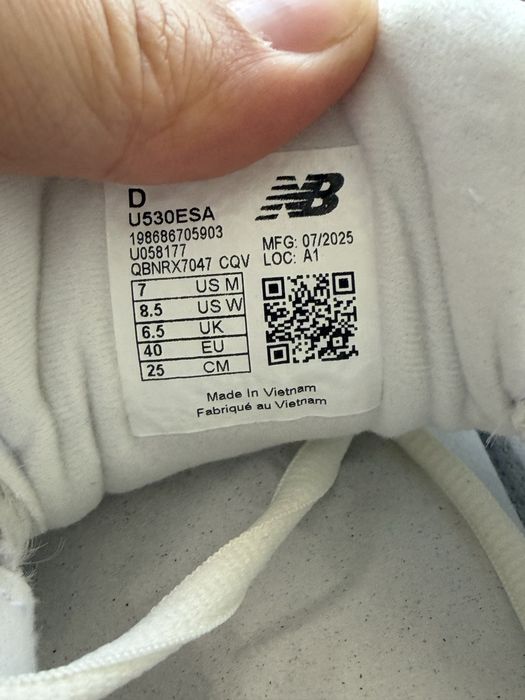 D
NB
U530ESA
198686705903
U058177
QBNRX7047 CQV
MFG: 07/2025
LOC: A1
7 US M
8.5 US W
6.5 UK
40 EU
25 CM
Made In Vietnam
Fabriqué au Vietnam